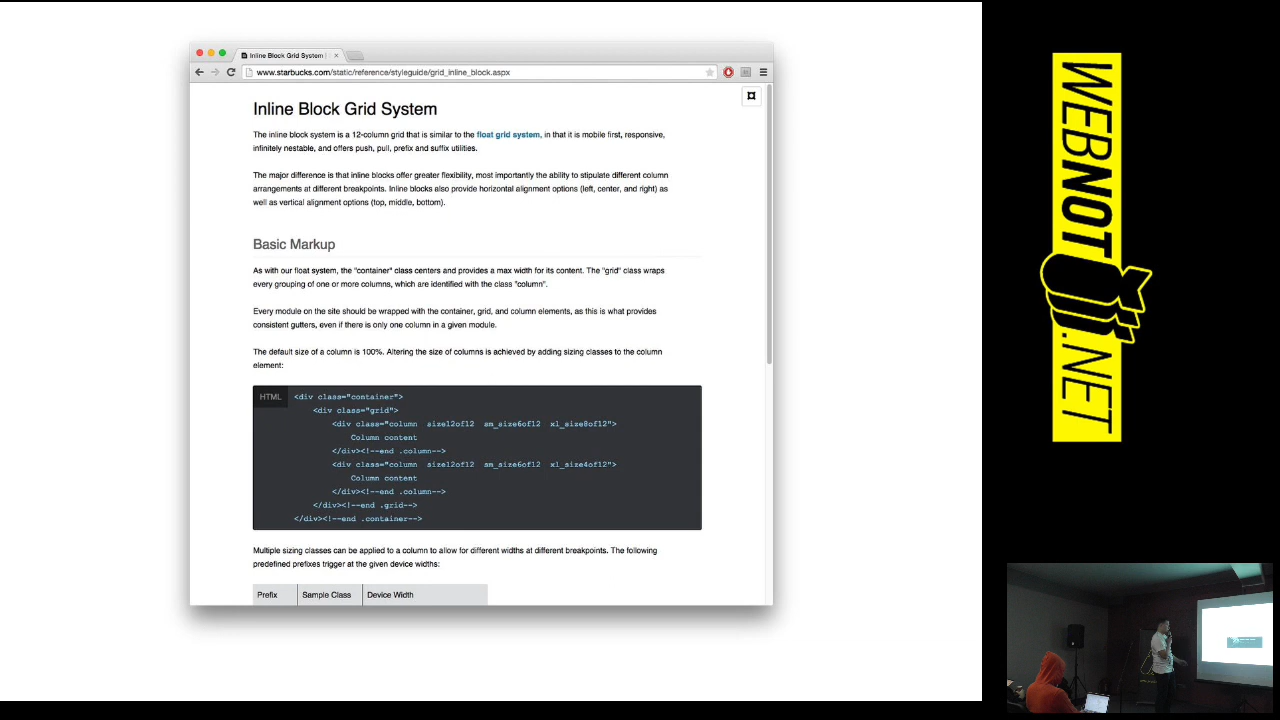 Inline Block Grid System
www.starbucks.com/static/reference/styleguide/grid_inline_block.aspx
Inline Block Grid System
The inline block system is a 12-column grid that is similar to the float grid system, in that it is mobile first, responsive,
infinitely nestable, and offers push, pull, prefix and suffix utilities.
The major difference is that inline blocks offer greater flexibility, most importantly the ability to stipulate different column
arrangements at different breakpoints. Inline blocks also provide horizontal alignment options (left, center, and right) as
well as vertical alignment options (top, middle, bottom).
Basic Markup
As with our float system, the "container" class centers and provides a max width for its content. The "grid" class wraps
every grouping of one or more columns, which are identified with the class "column".
Every module on the site should be wrapped with the container, grid, and column elements, as this is what provides
consistent gutters, even if there is only one column in a given module.
The default size of a column is 100%. Altering the size of columns is achieved by adding sizing classes to the column
element:
HTML
<div class="container">
<div class="grid">
<div class="column size12of12 sm_size6of12 xl_size8of12">
Column content
</div><!--end .column-->
<div class="column size12of12 sm_size6of12 xl_size4of12">
Column content
</div><!--end .column-->
</div><!--end .grid-->
</div><!--end .container-->
Multiple sizing classes can be applied to a column to allow for different widths at different breakpoints. The following
predefined prefixes trigger at the given device widths:
Prefix Sample Class Device Width
WEBNOT
.NET